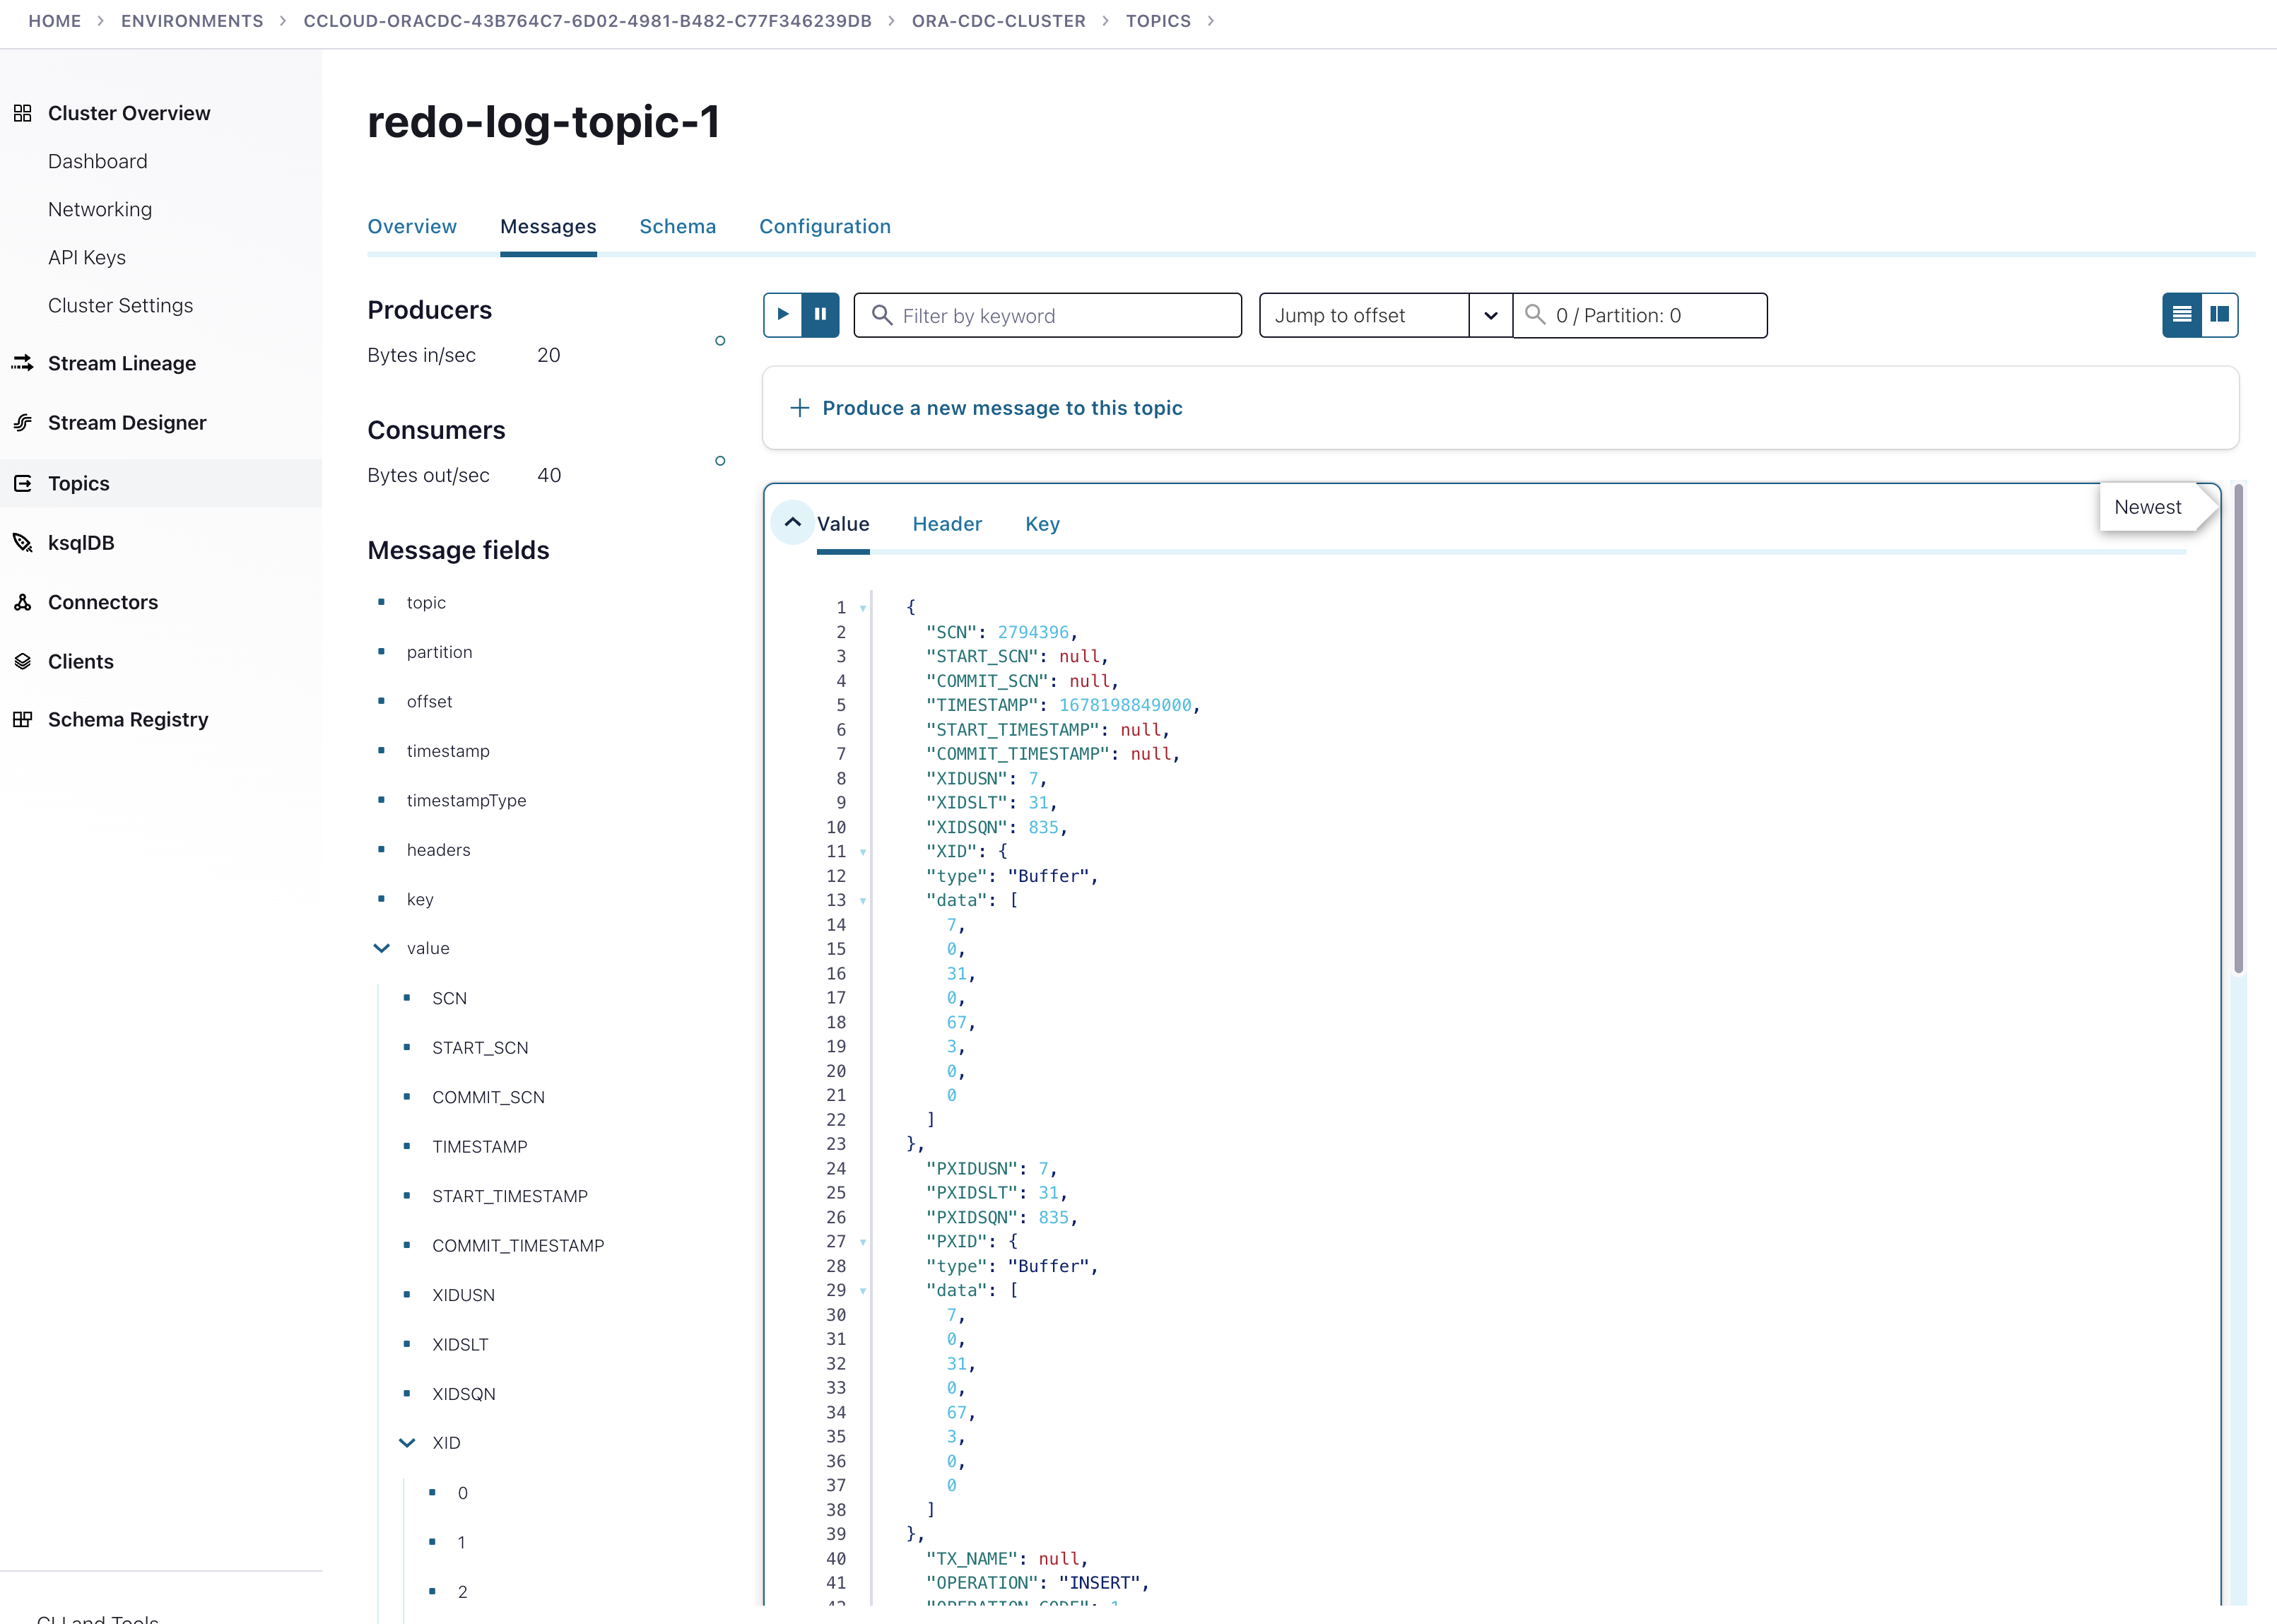 HOME > ENVIRONMENTS > CCLOUD-ORACDC-43B764C7-6D02-4981-B482-C77F346239DB > ORA-CDC-CLUSTER > TOPICS >
Cluster Overview
Dashboard
Networking
API Keys
Cluster Settings
Stream Lineage
Stream Designer
Topics
ksqlDB
Connectors
Clients
Schema Registry
CLI and Tools
redo-log-topic-1
Overview Messages Schema Configuration
Producers
Bytes in/sec 20
Consumers
Bytes out/sec 40
Message fields
topic
partition
offset
timestamp
timestampType
headers
key
value
SCN
START_SCN
COMMIT_SCN
TIMESTAMP
START_TIMESTAMP
COMMIT_TIMESTAMP
XIDUSN
XIDSLT
XIDSQN
XID
0
1
2
Filter by keyword
Jump to offset
0 / Partition: 0
+ Produce a new message to this topic
Newest
Value Header Key
1 {
2 "SCN": 2794396,
3 "START_SCN": null,
4 "COMMIT_SCN": null,
5 "TIMESTAMP": 1678198849000,
6 "START_TIMESTAMP": null,
7 "COMMIT_TIMESTAMP": null,
8 "XIDUSN": 7,
9 "XIDSLT": 31,
10 "XIDSQN": 835,
11 "XID": {
12 "type": "Buffer",
13 "data": [
14 7,
15 0,
16 31,
17 0,
18 67,
19 3,
20 0,
21 0
22 ]
23 },
24 "PXIDUSN": 7,
25 "PXIDSLT": 31,
26 "PXIDSQN": 835,
27 "PXID": {
28 "type": "Buffer",
29 "data": [
30 7,
31 0,
32 31,
33 0,
34 67,
35 3,
36 0,
37 0
38 ]
39 },
40 "TX_NAME": null,
41 "OPERATION": "INSERT",
42 "OPERATION_CODE": 1